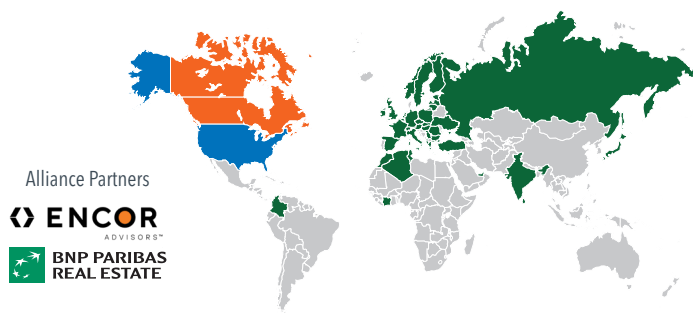 Alliance Partners
ENCOR
ADVISORS™
BNP PARIBAS
REAL ESTATE